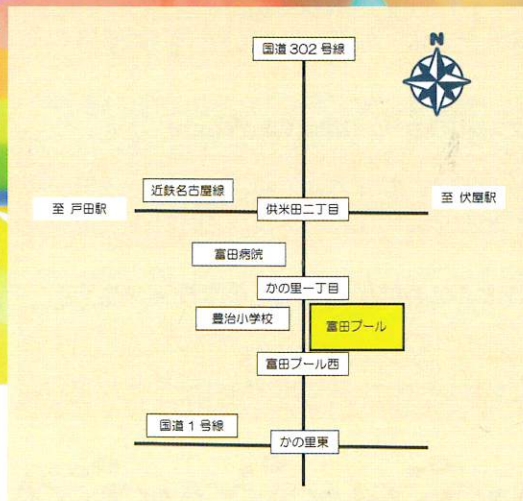 国道302号線
N
近鉄名古屋線
至 戸田駅
供米田二丁目
至 伏屋駅
富田病院
かの里一丁目
豊治小学校
富田プール
富田プール西
国道1号線
かの里東